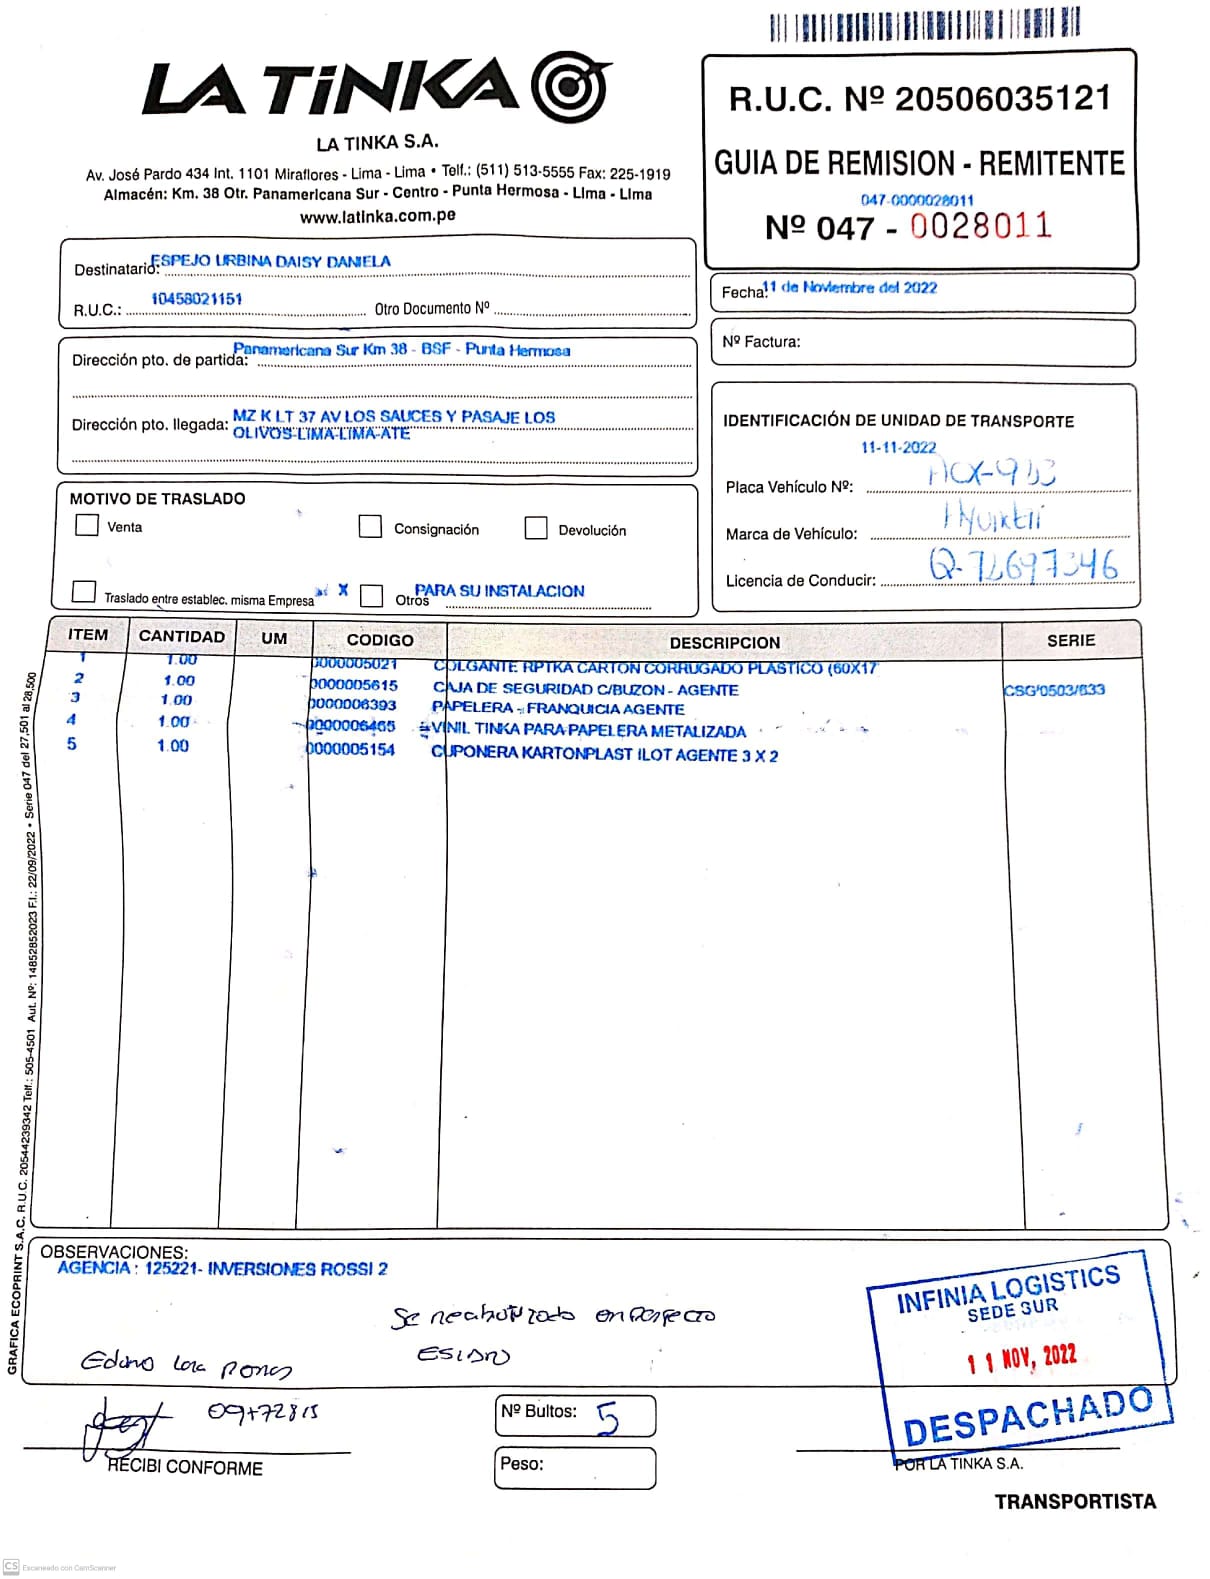 LA TiNKA
LA TINKA S.A.
Av. José Pardo 434 Int. 1101 Miraflores - Lima - Lima • Telf.: (511) 513-5555 Fax: 225-1919
Almacén: Km. 38 Otr. Panamericana Sur - Centro - Punta Hermosa - Lima - Lima
www.latinka.com.pe
R.U.C. Nº 20506035121
GUIA DE REMISION - REMITENTE
047-0000028011
Nº 047 - 0028011
Destinatario: ESPEJO URBINA DAISY DANIELA
R.U.C.: 10458021151 Otro Documento Nº
Fecha: 11 de Noviembre del 2022
Nº Factura:
Dirección pto. de partida: Panamericana Sur Km 38 - BSF - Punta Hermosa
Dirección pto. llegada: MZ K LT 37 AV LOS SAUCES Y PASAJE LOS
OLIVOS-LIMA-LIMA-ATE
IDENTIFICACIÓN DE UNIDAD DE TRANSPORTE
11-11-2022
Placa Vehículo Nº:
Marca de Vehículo:
Licencia de Conducir: Q-72697346
MOTIVO DE TRASLADO
Venta Consignación Devolución
Traslado entre establec. misma Empresa X Otros PARA SU INSTALACION
ITEM CANTIDAD UM CODIGO DESCRIPCION SERIE
1 1.00 0000005021 COLGANTE RPTKA CARTON CORRUGADO PLASTICO (60X17
2 1.00 0000005615 CAJA DE SEGURIDAD C/BUZON - AGENTE CSG'0503/633
3 1.00 0000006393 PAPELERA - FRANQUICIA AGENTE
4 1.00 0000006465 VINIL TINKA PARA PAPELERA METALIZADA
5 1.00 0000005154 CUPONERA KARTONPLAST ILOT AGENTE 3 X 2
GRAFICA ECOPRINT S.A.C. R.U.C. 20544239342 Telf.: 505-4501 Aut. Nº: 14852852023 F.I.: 22/09/2022 • Serie 047 del 27,501 al 28,500
OBSERVACIONES:
AGENCIA : 125221- INVERSIONES ROSSI 2
Se en perfecto
INFINIA LOGISTICS
SEDE SUR
11 NOV, 2022
DESPACHADO
RECIBI CONFORME
Nº Bultos: 5
Peso:
POR LA TINKA S.A.
TRANSPORTISTA
CS Escaneado con CamScanner